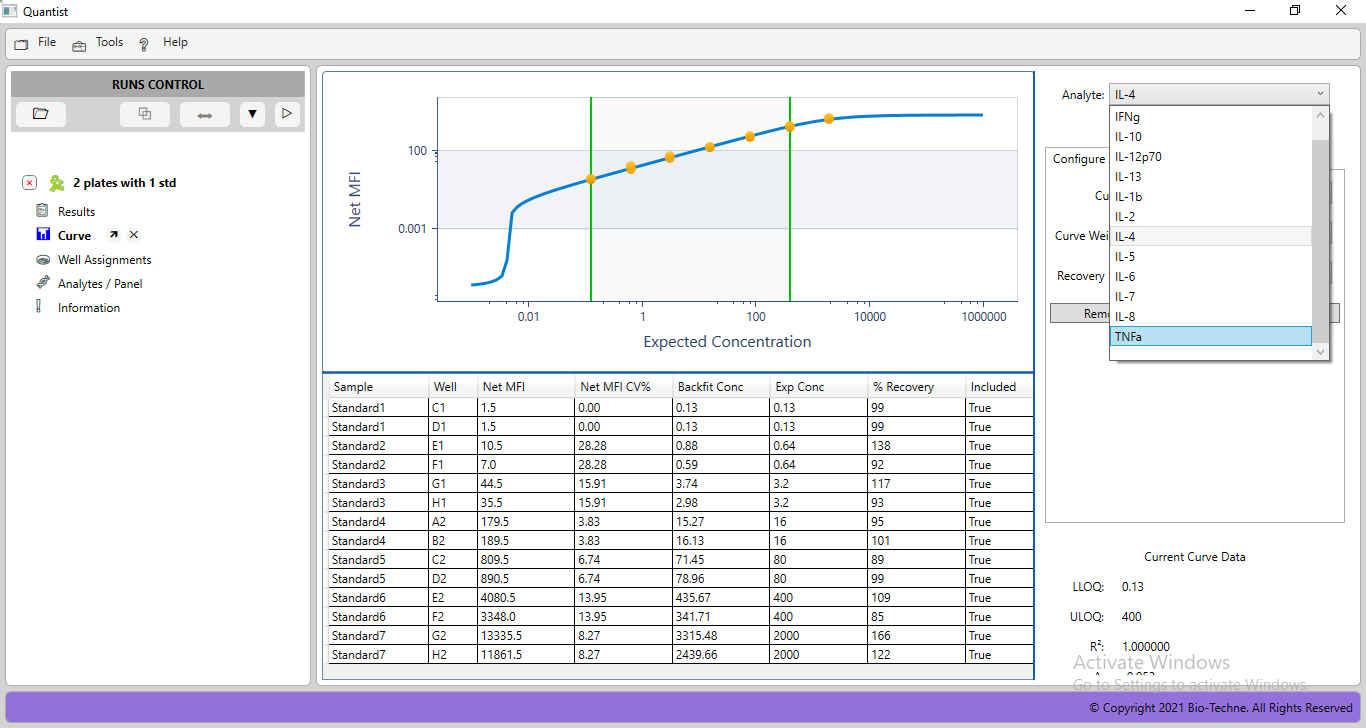 Quantist
File Tools ? Help
RUNS CONTROL
2 plates with 1 std
Results
Curve
Well Assignments
Analytes / Panel
Information
Net MFI
100
0.001
0.01 1 100 10000 1000000
Expected Concentration
Sample Well Net MFI Net MFI CV% Backfit Conc Exp Conc % Recovery Included
Standard1 C1 1.5 0.00 0.13 0.13 99 True
Standard1 D1 1.5 0.00 0.13 0.13 99 True
Standard2 E1 10.5 28.28 0.88 0.64 138 True
Standard2 F1 7.0 28.28 0.59 0.64 92 True
Standard3 G1 44.5 15.91 3.74 3.2 117 True
Standard3 H1 35.5 15.91 2.98 3.2 93 True
Standard4 A2 179.5 3.83 15.27 16 95 True
Standard4 B2 189.5 3.83 16.13 16 101 True
Standard5 C2 809.5 6.74 71.45 80 89 True
Standard5 D2 890.5 6.74 78.96 80 99 True
Standard6 E2 4080.5 13.95 435.67 400 109 True
Standard6 F2 3348.0 13.95 341.71 400 85 True
Standard7 G2 13335.5 8.27 3315.48 2000 166 True
Standard7 H2 11861.5 8.27 2439.66 2000 122 True
Analyte: IL-4
IFNg
IL-10
IL-12p70
IL-13
IL-1b
IL-2
IL-4
IL-5
IL-6
IL-7
IL-8
TNFa
Configure
Cu
Curve Wei
Recovery
Rem
Current Curve Data
LLOQ: 0.13
ULOQ: 400
R²: 1.000000
Activate Windows
Go to Settings to activate Windows.
© Copyright 2021 Bio-Techne. All Rights Reserved